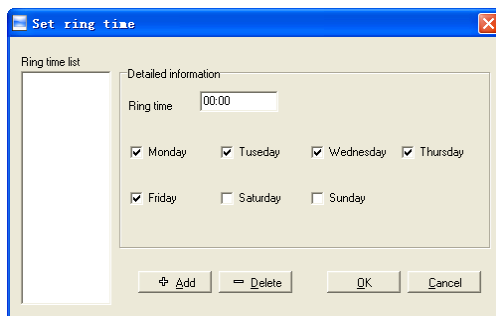 Set ring time
Ring time list
Detailed information
Ring time 00:00
Monday Tuseday Wednesday Thursday
Friday Saturday Sunday
Add Delete OK Cancel